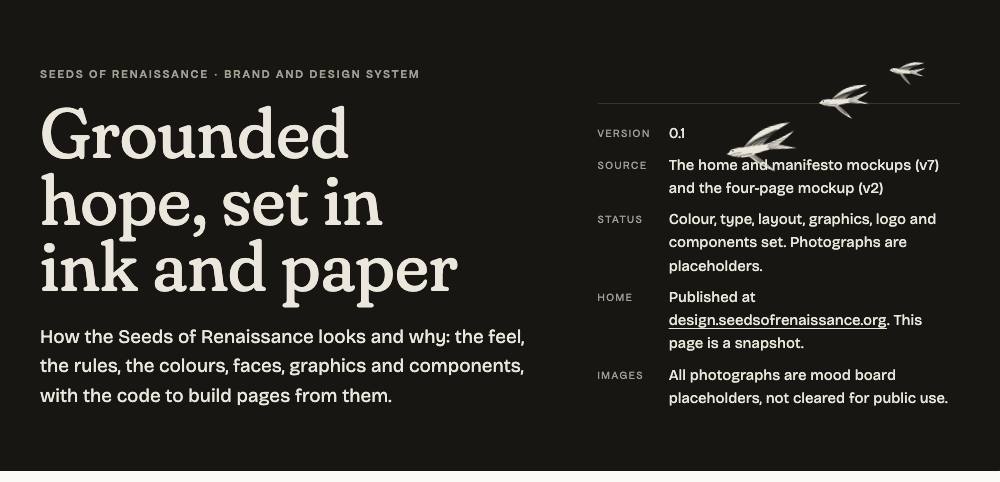 SEEDS OF RENAISSANCE · BRAND AND DESIGN SYSTEM
Grounded
hope, set in
ink and paper
How the Seeds of Renaissance looks and why: the feel,
the rules, the colours, faces, graphics and components,
with the code to build pages from them.
VERSION 0.1
SOURCE The home and manifesto mockups (v7)
and the four-page mockup (v2)
STATUS Colour, type, layout, graphics, logo and
components set. Photographs are
placeholders.
HOME Published at
design.seedsofrenaissance.org. This
page is a snapshot.
IMAGES All photographs are mood board
placeholders, not cleared for public use.